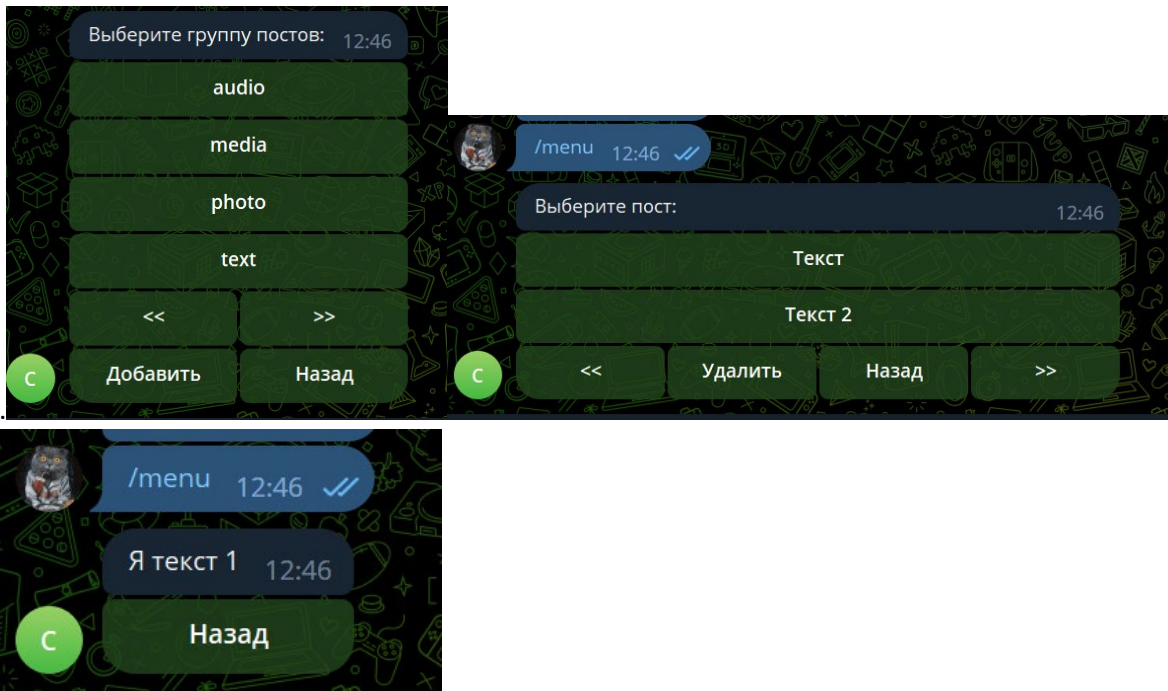 Выберите группу постов: 12:46
audio
media
photo
text
<< >>
Добавить Назад
С
.
/menu 12:46
Выберите пост:
12:46
Текст
Текст 2
<< Удалить Назад >>
С
/menu 12:46
Я текст 1 12:46
Назад
С